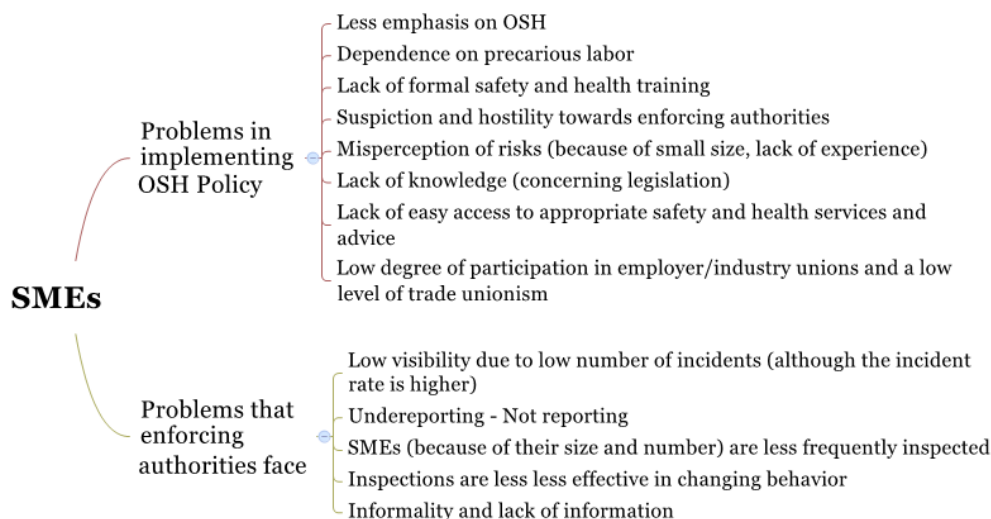 SMEs
Problems in
implementing
OSH Policy
Less emphasis on OSH
Dependence on precarious labor
Lack of formal safety and health training
Suspicion and hostility towards enforcing authorities
Misperception of risks (because of small size, lack of experience)
Lack of knowledge (concerning legislation)
Lack of easy access to appropriate safety and health services and
advice
Low degree of participation in employer/industry unions and a low
level of trade unionism
Problems that
enforcing
authorities face
Low visibility due to low number of incidents (although the incident
rate is higher)
Undereporting - Not reporting
SMEs (because of their size and number) are less frequently inspected
Inspections are less less effective in changing behavior
Informality and lack of information